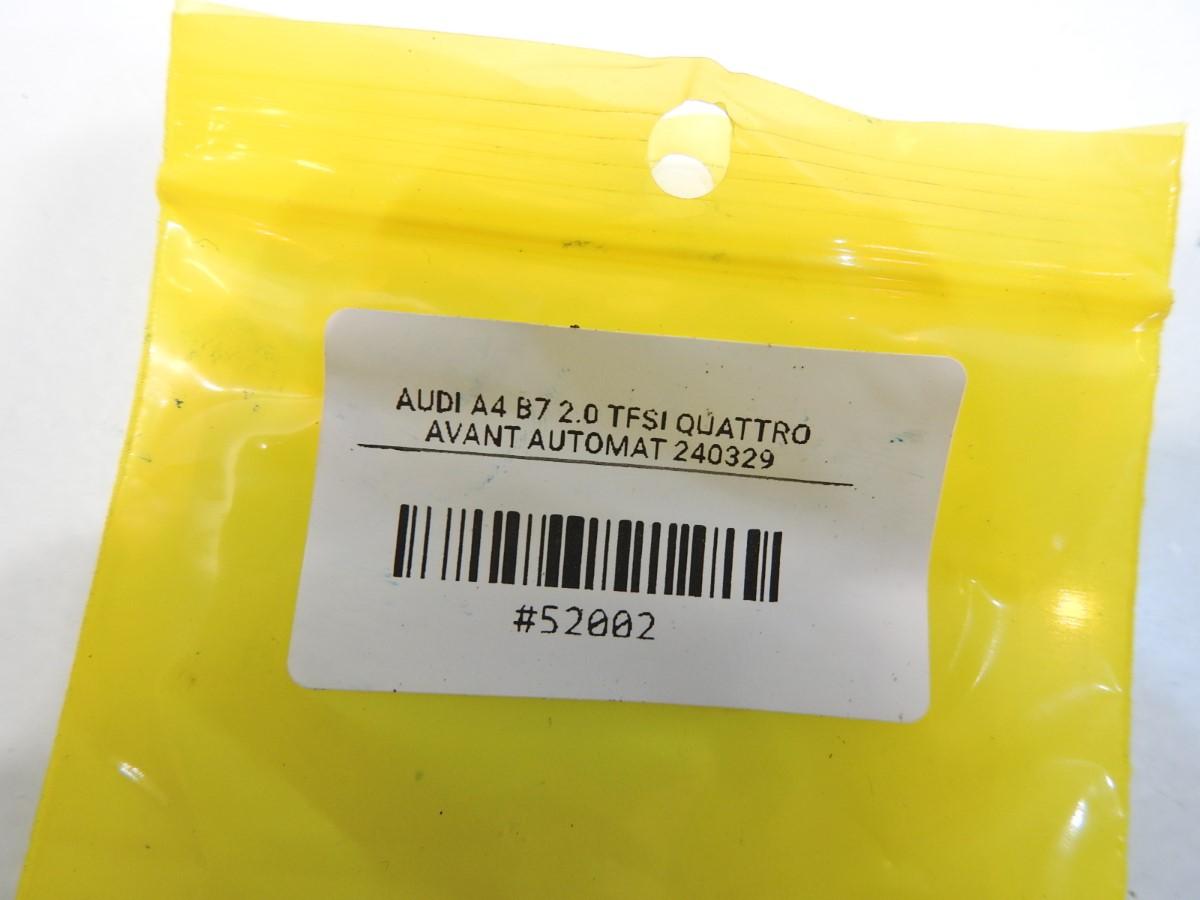 AUDI A4 B7 2.0 TFSI QUATTRO
AVANT AUTOMAT 240329
#52002